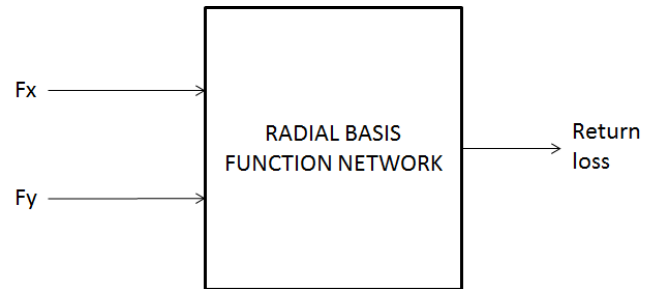 Fx
Fy
RADIAL BASIS
FUNCTION NETWORK
Return
loss